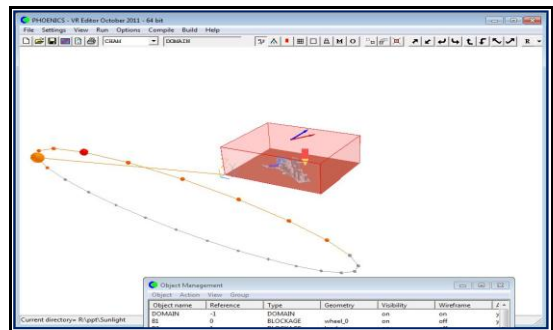 PHOENICS - VR Editor October 2011 - 64 bit
File Settings View Run Options Compile Build Help
CHAM DOMAIN M O R
Object Management
Object Action View Group
Object name Reference Type Geometry Visibility Wireframe
DOMAIN -1 DOMAIN on on y
B1 0 BLOCKAGE wheel_0 on off y
Current directory= R:\ppt\Sunlight